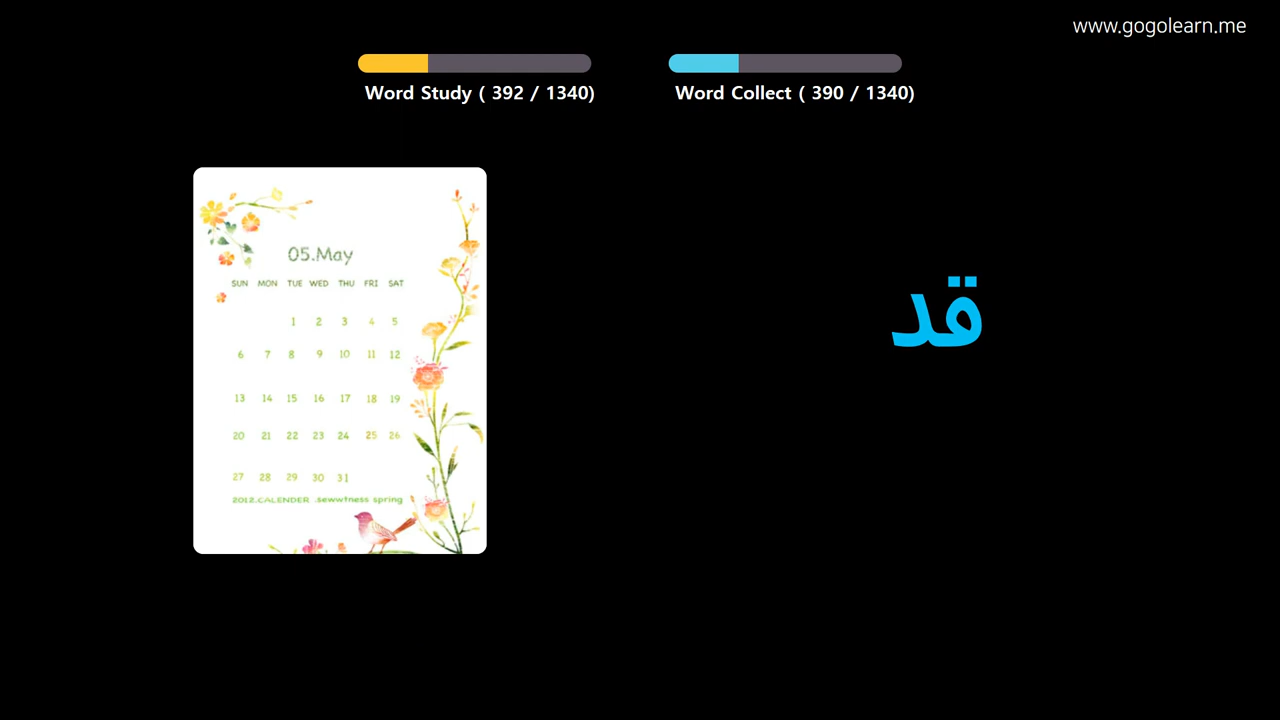 www.gogolearn.me
Word Study ( 392 / 1340)
Word Collect ( 390 / 1340)
05.May
SUN MON TUE WED THU FRI SAT
1 2 3 4 5
6 7 8 9 10 11 12
13 14 15 16 17 18 19
20 21 22 23 24 25 26
27 28 29 30 31
2012.CALENDER .sewwtness spring
قد